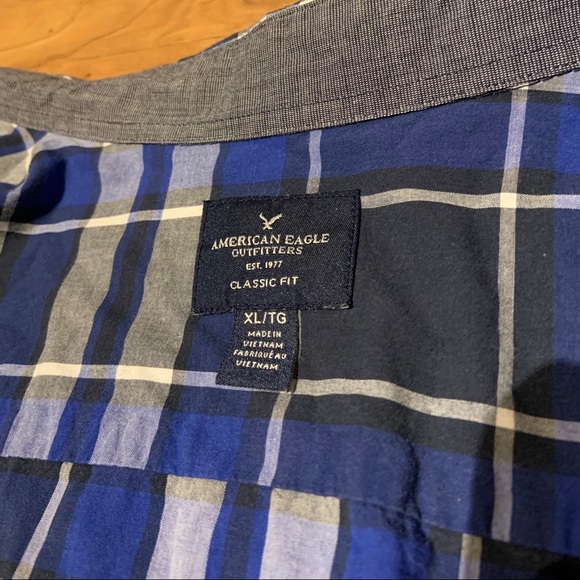 AMERICAN EAGLE
OUTFITTERS
EST. 1977
CLASSIC FIT
XL/TG
MADE IN
VIETNAM
FABRIQUÉ AU
VIETNAM